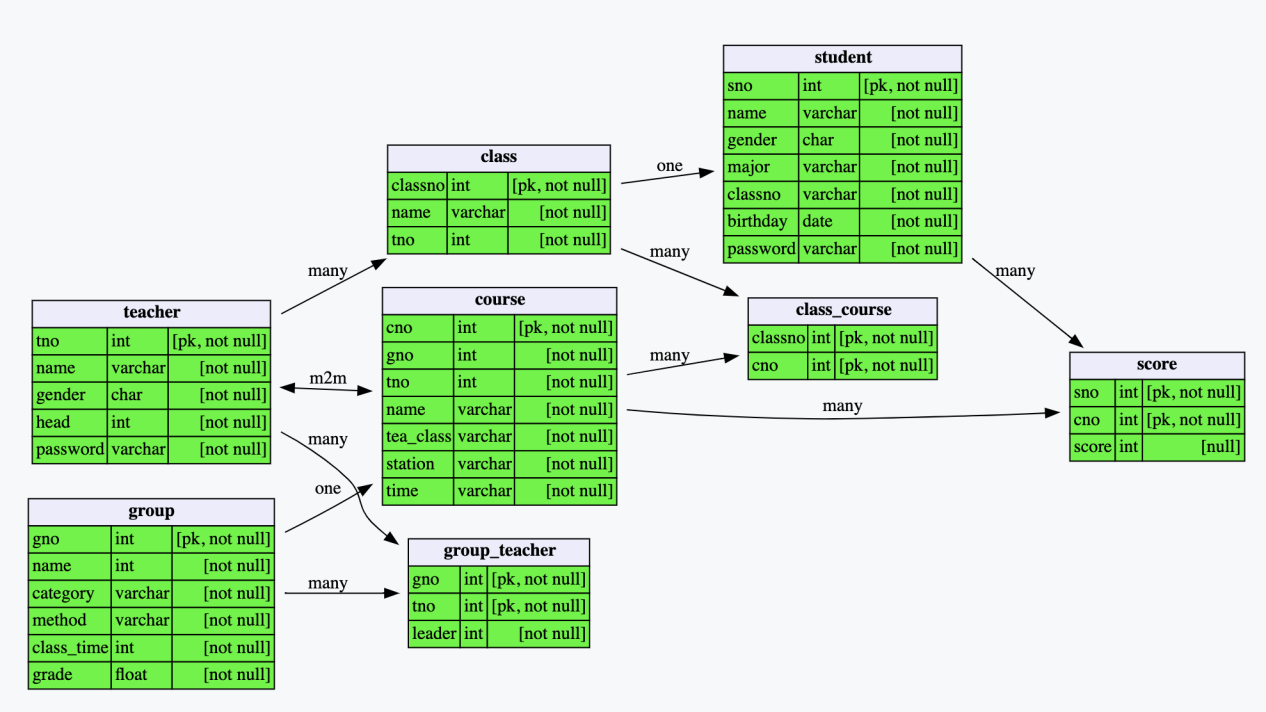 student
sno int [pk, not null]
name varchar [not null]
gender char [not null]
major varchar [not null]
classno varchar [not null]
birthday date [not null]
password varchar [not null]
class
classno int [pk, not null]
name varchar [not null]
tno int [not null]
one
many
many
teacher
tno int [pk, not null]
name varchar [not null]
gender char [not null]
head int [not null]
password varchar [not null]
course
cno int [pk, not null]
gno int [not null]
tno int [not null]
name varchar [not null]
tea_class varchar [not null]
station varchar [not null]
time varchar [not null]
class_course
classno int [pk, not null]
cno int [pk, not null]
many
score
sno int [pk, not null]
cno int [pk, not null]
score int [null]
m2m
many
many
many
one
group
gno int [pk, not null]
name int [not null]
category varchar [not null]
method varchar [not null]
class_time int [not null]
grade float [not null]
many
group_teacher
gno int [pk, not null]
tno int [pk, not null]
leader int [not null]